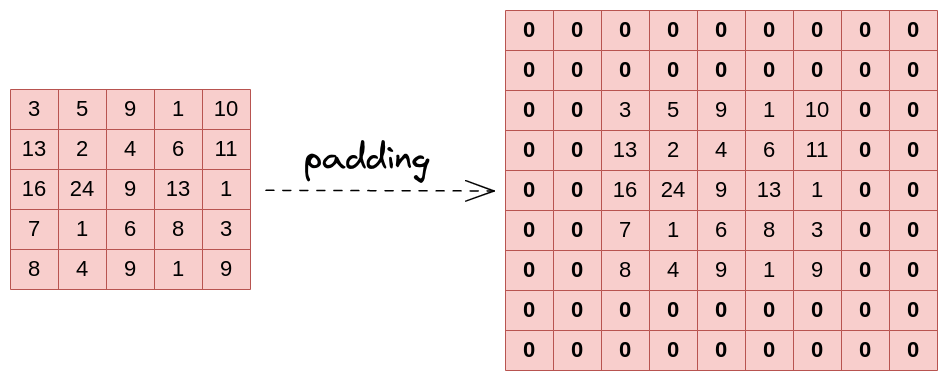 3 5 9 1 10
13 2 4 6 11
16 24 9 13 1
7 1 6 8 3
8 4 9 1 9
padding
0 0 0 0 0 0 0 0 0
0 0 0 0 0 0 0 0 0
0 0 3 5 9 1 10 0 0
0 0 13 2 4 6 11 0 0
0 0 16 24 9 13 1 0 0
0 0 7 1 6 8 3 0 0
0 0 8 4 9 1 9 0 0
0 0 0 0 0 0 0 0 0
0 0 0 0 0 0 0 0 0